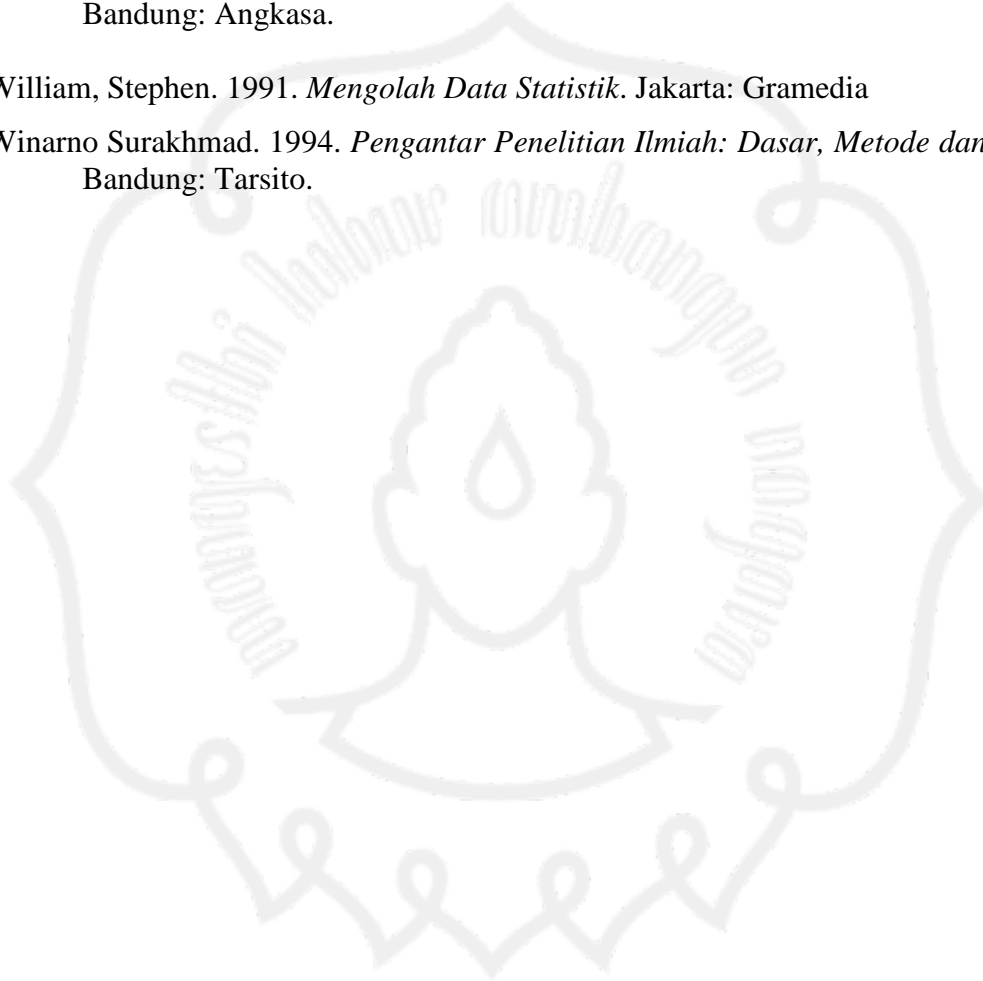 Bandung: Angkasa.
William, Stephen. 1991. Mengolah Data Statistik. Jakarta: Gramedia
Winarno Surakhmad. 1994. Pengantar Penelitian Ilmiah: Dasar, Metode dan
Bandung: Tarsito.